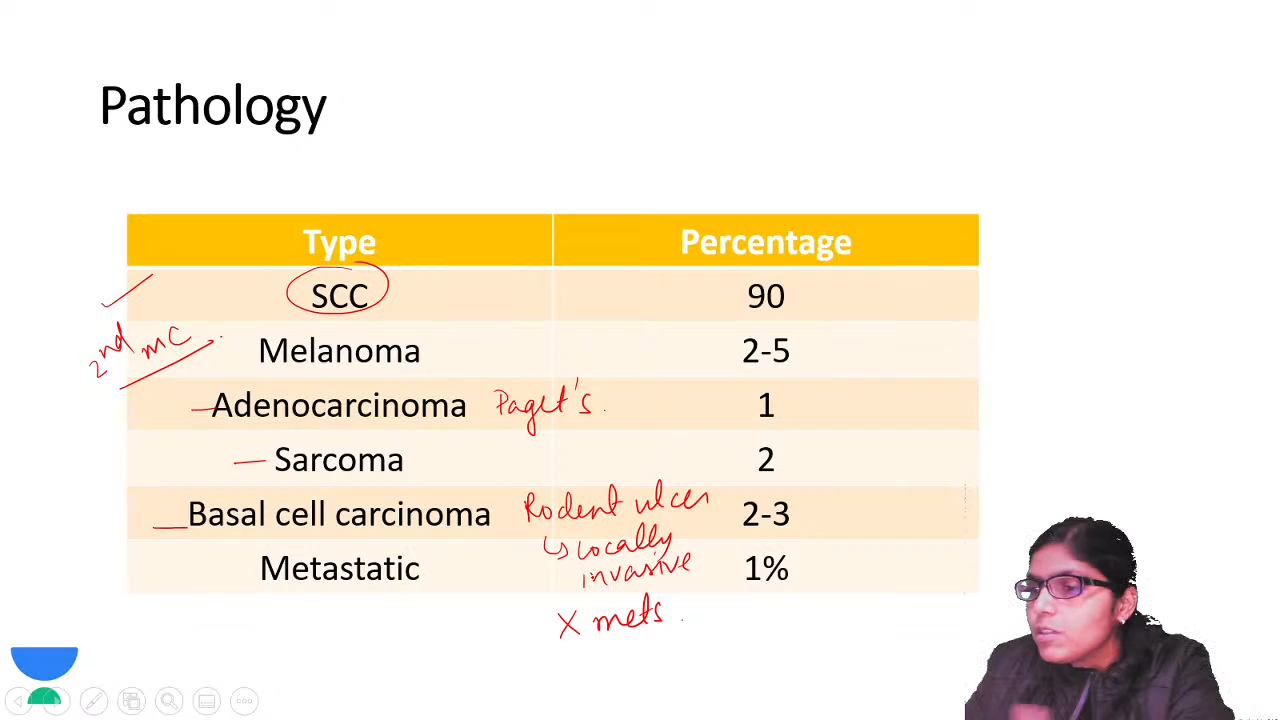 Pathology
Type Percentage
SCC 90
2nd MC
Melanoma 2-5
Adenocarcinoma Paget's 1
Sarcoma 2
Basal cell carcinoma Rodent ulcer 2-3
↳ locally
invasive
Metastatic 1%
X mets